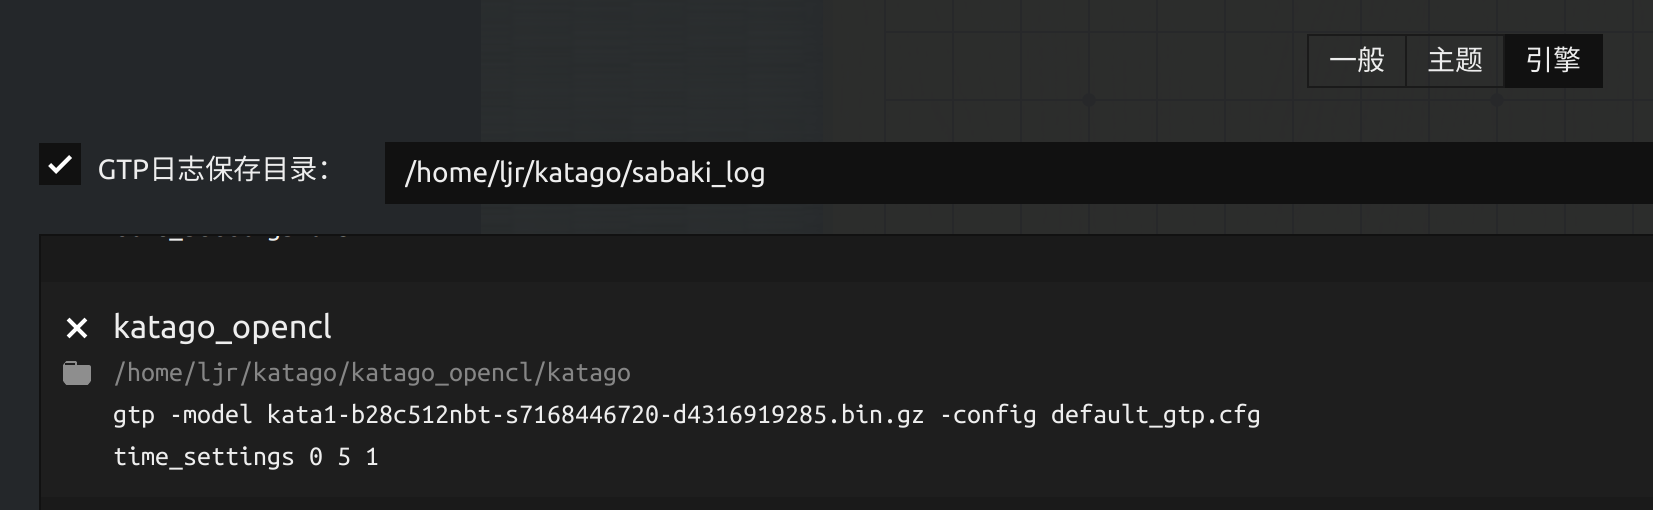 一般 主题 引擎
GTP日志保存目录： /home/ljr/katago/sabaki_log
katago_opencl
/home/ljr/katago/katago_opencl/katago
gtp -model kata1-b28c512nbt-s7168446720-d4316919285.bin.gz -config default_gtp.cfg
time_settings 0 5 1